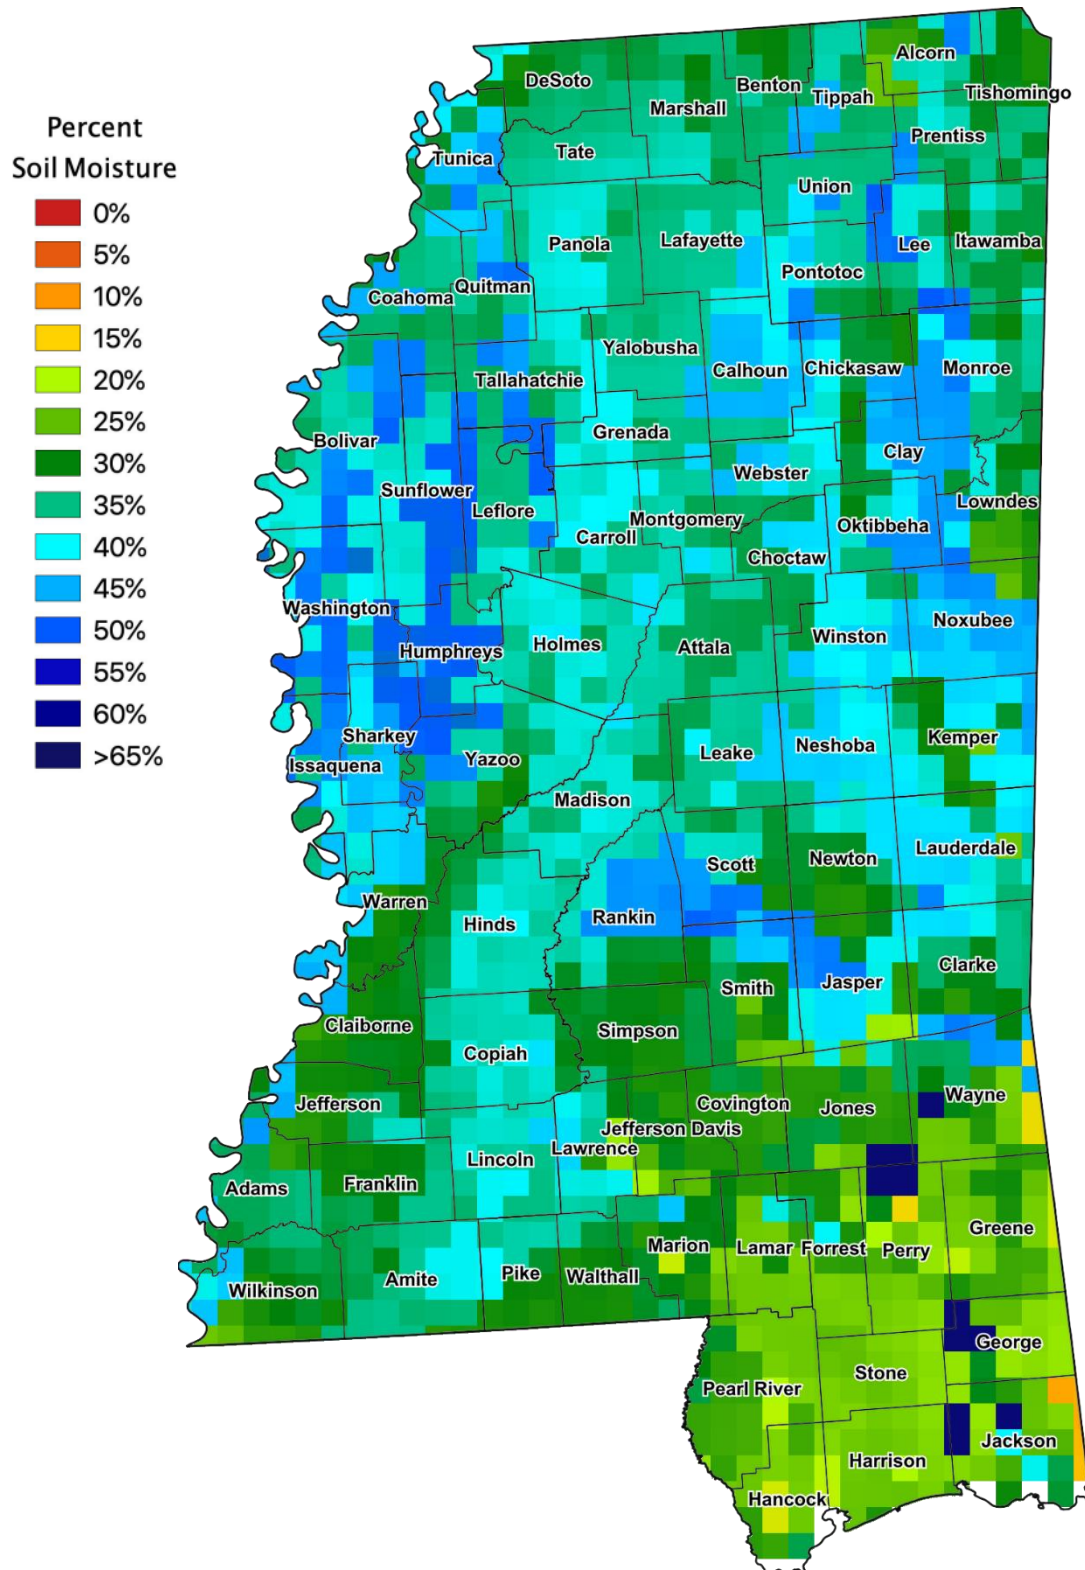 Percent
Soil Moisture
0%
5%
10%
15%
20%
25%
30%
35%
40%
45%
50%
55%
60%
>65%
Alcorn
DeSoto
Benton
Tippah
Tishomingo
Marshall
Prentiss
Tunica
Tate
Union
Panola
Lafayette
Lee
Itawamba
Pontotoc
Quitman
Coahoma
Yalobusha
Calhoun
Chickasaw
Monroe
Tallahatchie
Grenada
Bolivar
Clay
Webster
Sunflower
Leflore
Montgomery
Lowndes
Oktibbeha
Carroll
Choctaw
Washington
Noxubee
Winston
Holmes
Humphreys
Attala
Sharkey
Kemper
Neshoba
Leake
Yazoo
Issaquena
Madison
Lauderdale
Newton
Scott
Warren
Rankin
Hinds
Clarke
Jasper
Smith
Claiborne
Simpson
Copiah
Wayne
Covington
Jones
Jefferson
Jefferson Davis
Lawrence
Lincoln
Franklin
Adams
Greene
Marion
Lamar
Forrest
Perry
Pike
Walthall
Amite
Wilkinson
George
Stone
Pearl River
Jackson
Harrison
Hancock